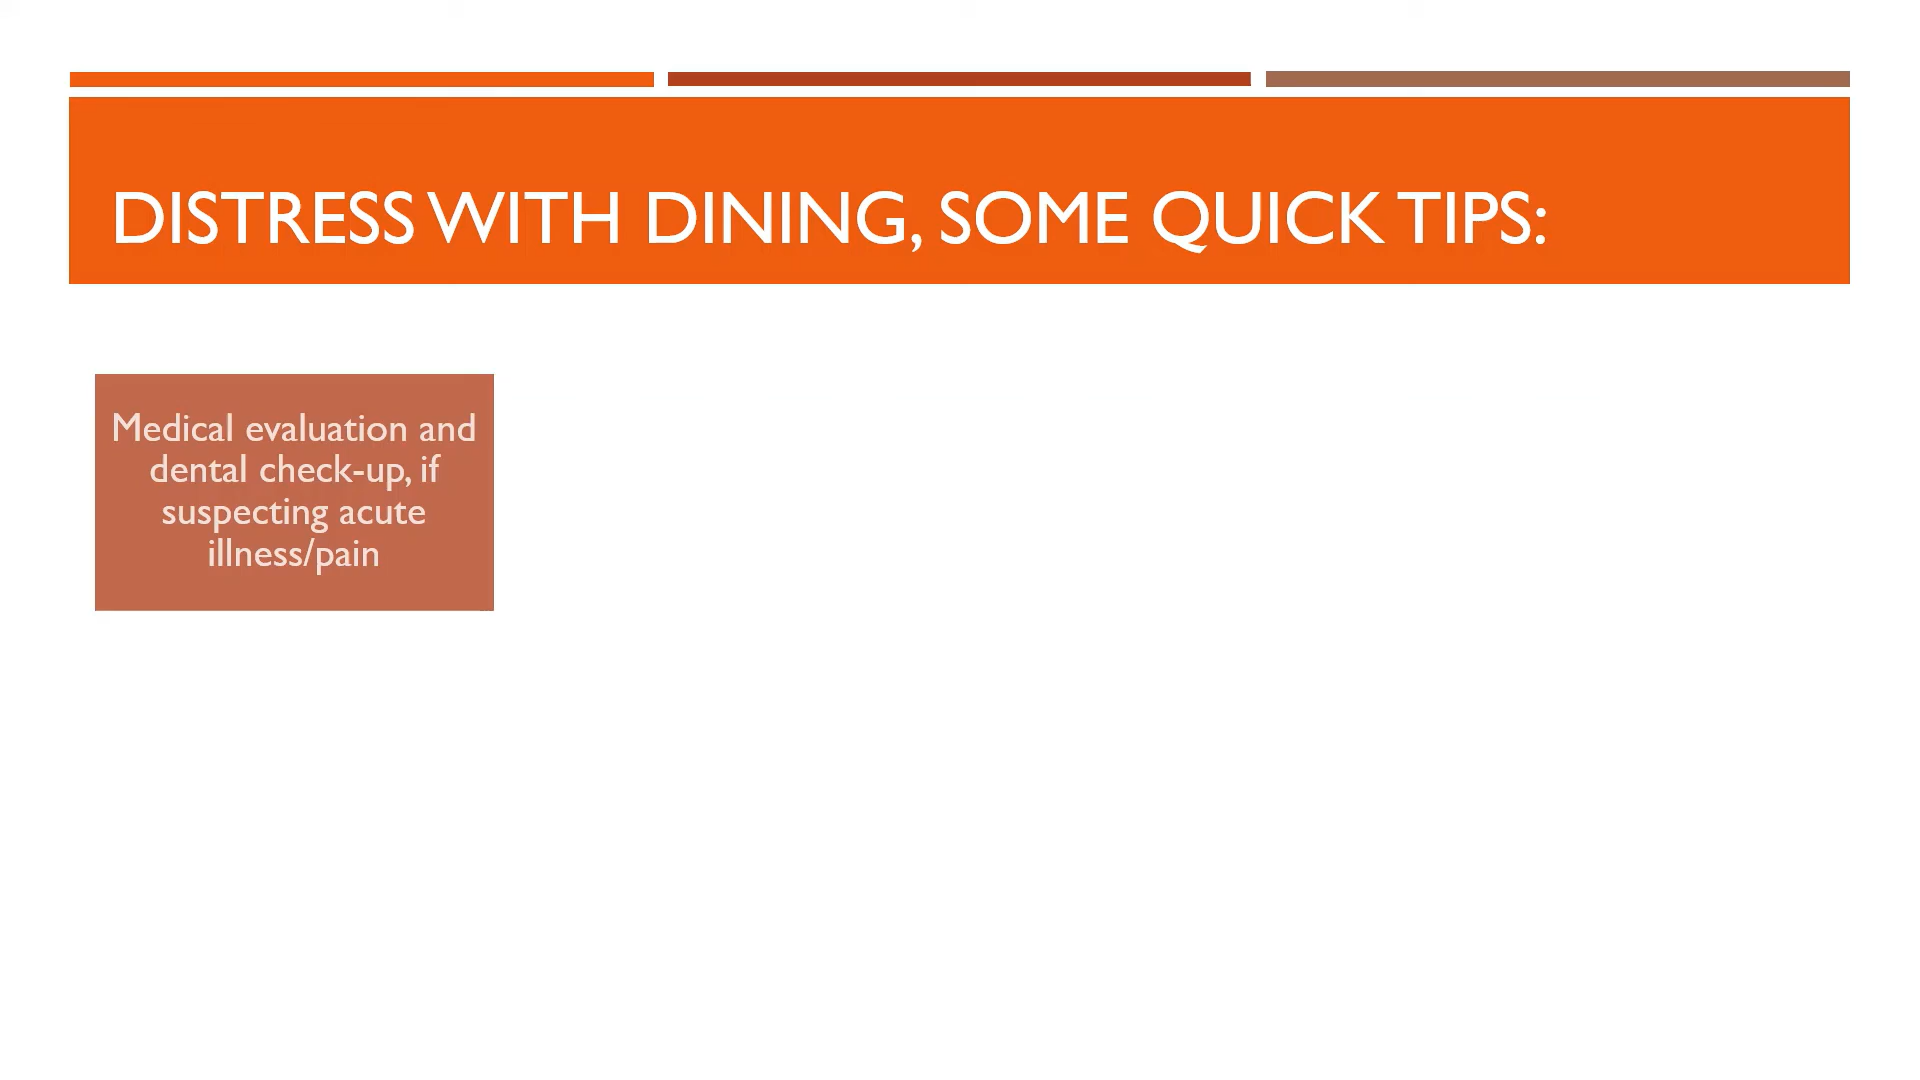 DISTRESS WITH DINING, SOME QUICK TIPS:
Medical evaluation and
dental check-up, if
suspecting acute
illness/pain